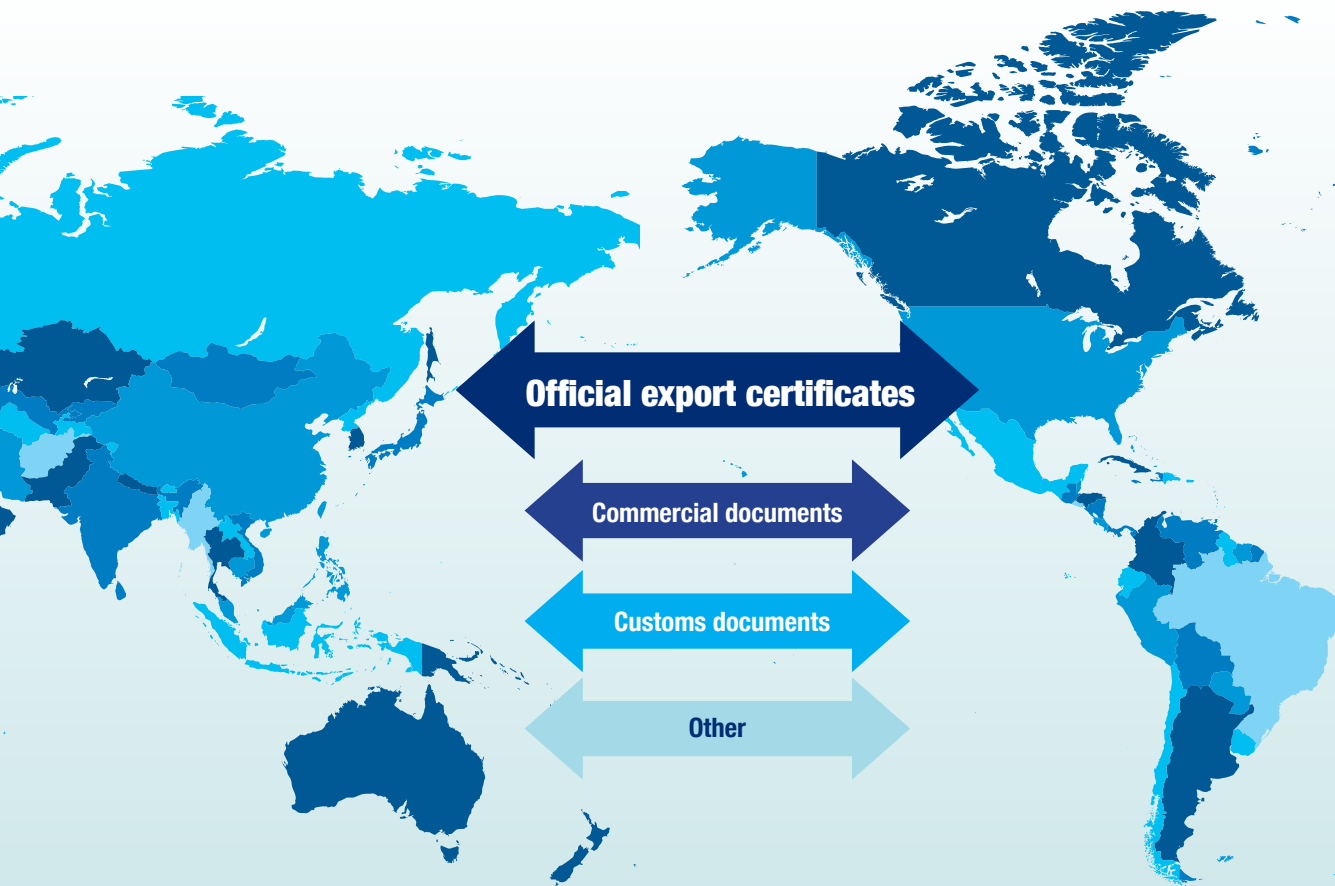 Official export certificates
Commercial documents
Customs documents
Other